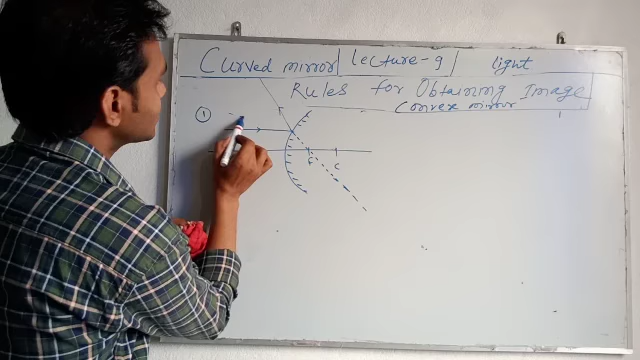 Curved mirror lecture-9 light
Rules for Obtaining Image
Convex mirror
①
F
C